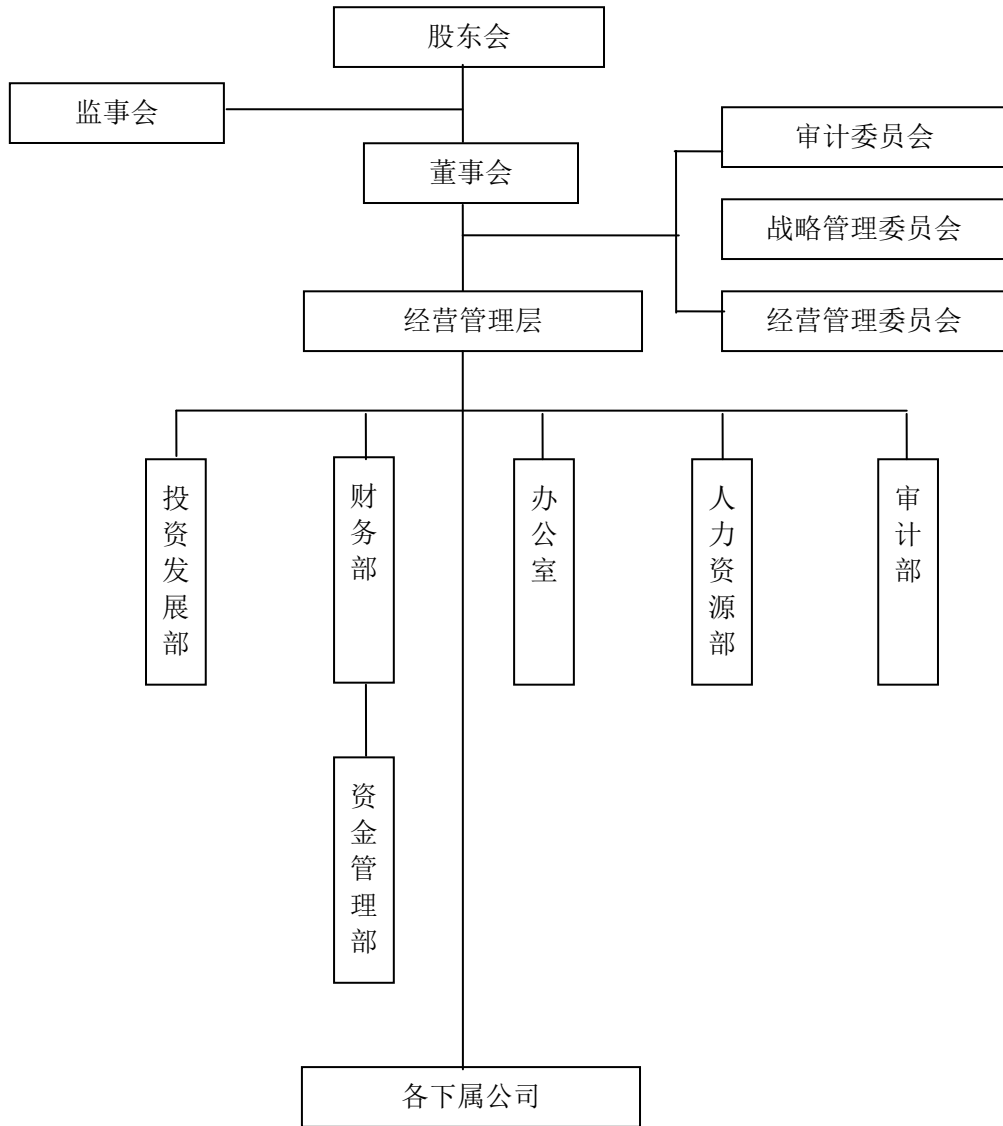 股东会
监事会
审计委员会
董事会
战略管理委员会
经营管理层
经营管理委员会
投资发展部
财务部
办公室
人力资源部
审计部
资金管理部
各下属公司